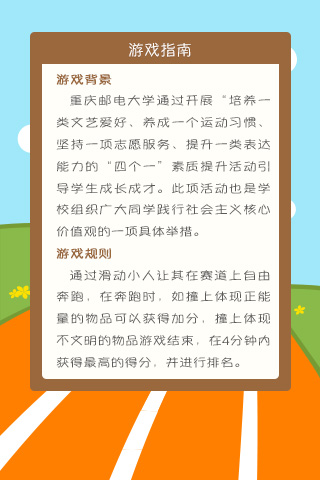 游戏指南
游戏背景
重庆邮电大学通过开展“培养一
类文艺爱好、养成一个运动习惯、
坚持一项志愿服务、提升一类表达
能力的“四个一”素质提升活动引
导学生成长成才。此项活动也是学
校组织广大同学践行社会主义核心
价值观的一项具体举措。
游戏规则
通过滑动小人让其在赛道上自由
奔跑，在奔跑时，如撞上体现正能
量的物品可以获得加分，撞上体现
不文明的物品游戏结束，在4分钟内
获得最高的得分，并进行排名。